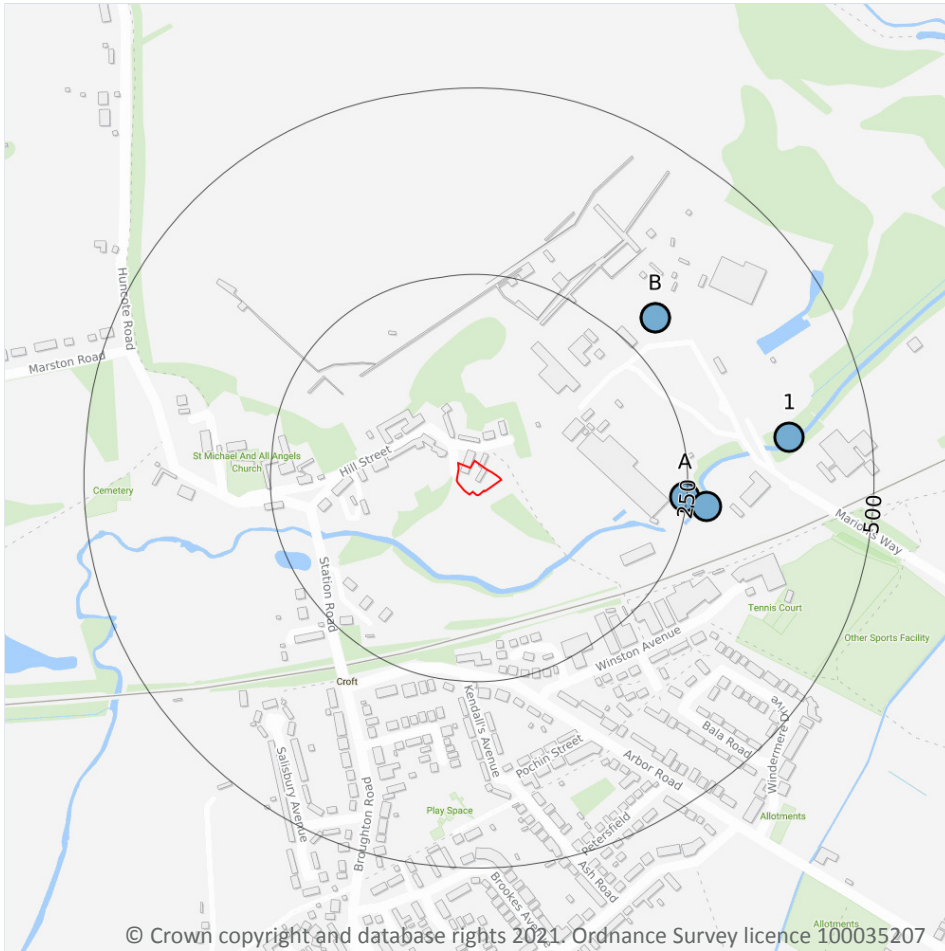 B
Huncote Road
Marston Road
1
St Michael And All Angels
Church
Hill Street
A
Cemetery
250
500
Marions Way
Station Road
Tennis Court
Winston Avenue
Other Sports Facility
Croft
Kendall's Avenue
Windermere Drive
Bala Road
Salisbury Avenue
Pochin Street
Arbor Road
Broughton Road
Play Space
Petersfield
Allotments
Ash Road
Brookes Ave
Allotments
© Crown copyright and database rights 2021. Ordnance Survey licence 100035207